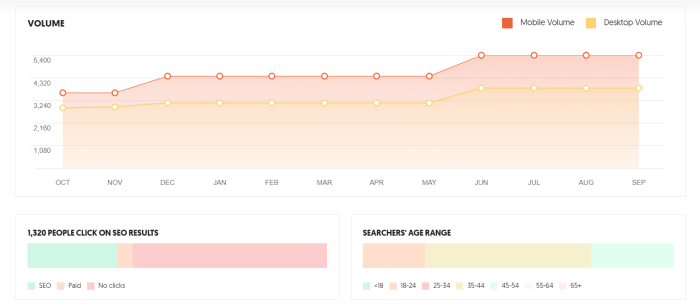 VOLUME
Mobile Volume Desktop Volume
5,400
4,320
3,240
2,160
1,080
OCT NOV DEC JAN FEB MAR APR MAY JUN JUL AUG SEP
1,320 PEOPLE CLICK ON SEO RESULTS
SEO Paid No clicks
SEARCHERS' AGE RANGE
<18 18-24 25-34 35-44 45-54 55-64 65+